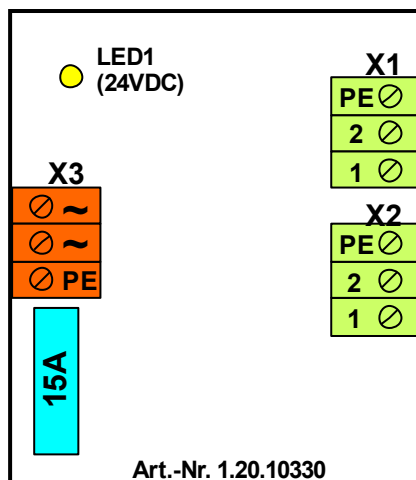 LED1
(24VDC)
X1
PE
2
1
X3
~
~
PE
X2
PE
2
1
15A
Art.-Nr. 1.20.10330